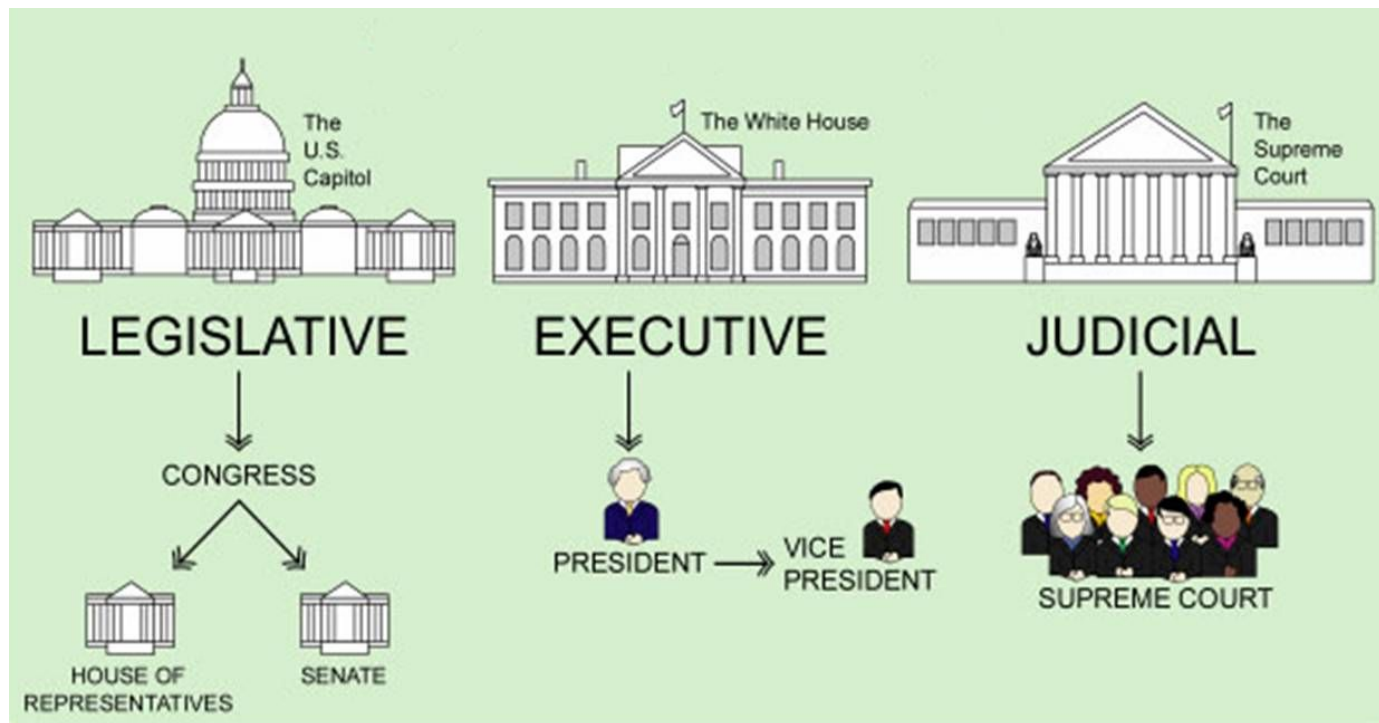 The
U.S.
Capitol
The White House
The
Supreme
Court
LEGISLATIVE
EXECUTIVE
JUDICIAL
CONGRESS
PRESIDENT
VICE
PRESIDENT
SUPREME COURT
HOUSE OF
REPRESENTATIVES
SENATE